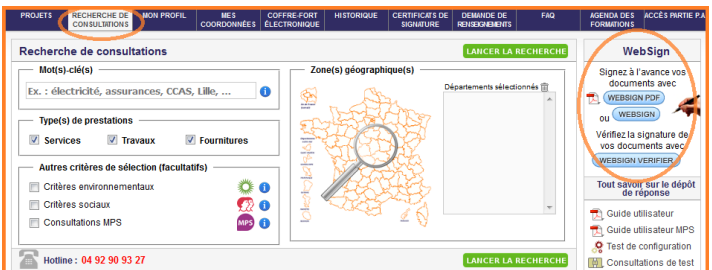 PROJETS
RECHERCHE DE CONSULTATIONS
MON PROFIL
MES COORDONNÉES
COFFRE-FORT ÉLECTRONIQUE
HISTORIQUE
CERTIFICATS DE SIGNATURE
DEMANDE DE RENSEIGNEMENTS
FAQ
AGENDA DES FORMATIONS
ACCÈS PARTIE P.A
Recherche de consultations
LANCER LA RECHERCHE
Mot(s)-clé(s)
Ex. : électricité, assurances, CCAS, Lille, ...
Type(s) de prestations
Services
Travaux
Fournitures
Autres critères de sélection (facultatifs)
Critères environnementaux
Critères sociaux
Consultations MPS
MPS
Zone(s) géographique(s)
Départements sélectionnés
Hotline : 04 92 90 93 27
LANCER LA RECHERCHE
WebSign
Signez à l'avance vos
documents avec
WEBSIGN PDF
ou WEBSIGN
Vérifiez la signature de
vos documents avec
WEBSIGN VERIFIER
Tout savoir sur le dépôt
de réponse
Guide utilisateur
Guide utilisateur MPS
Test de configuration
Consultations de test